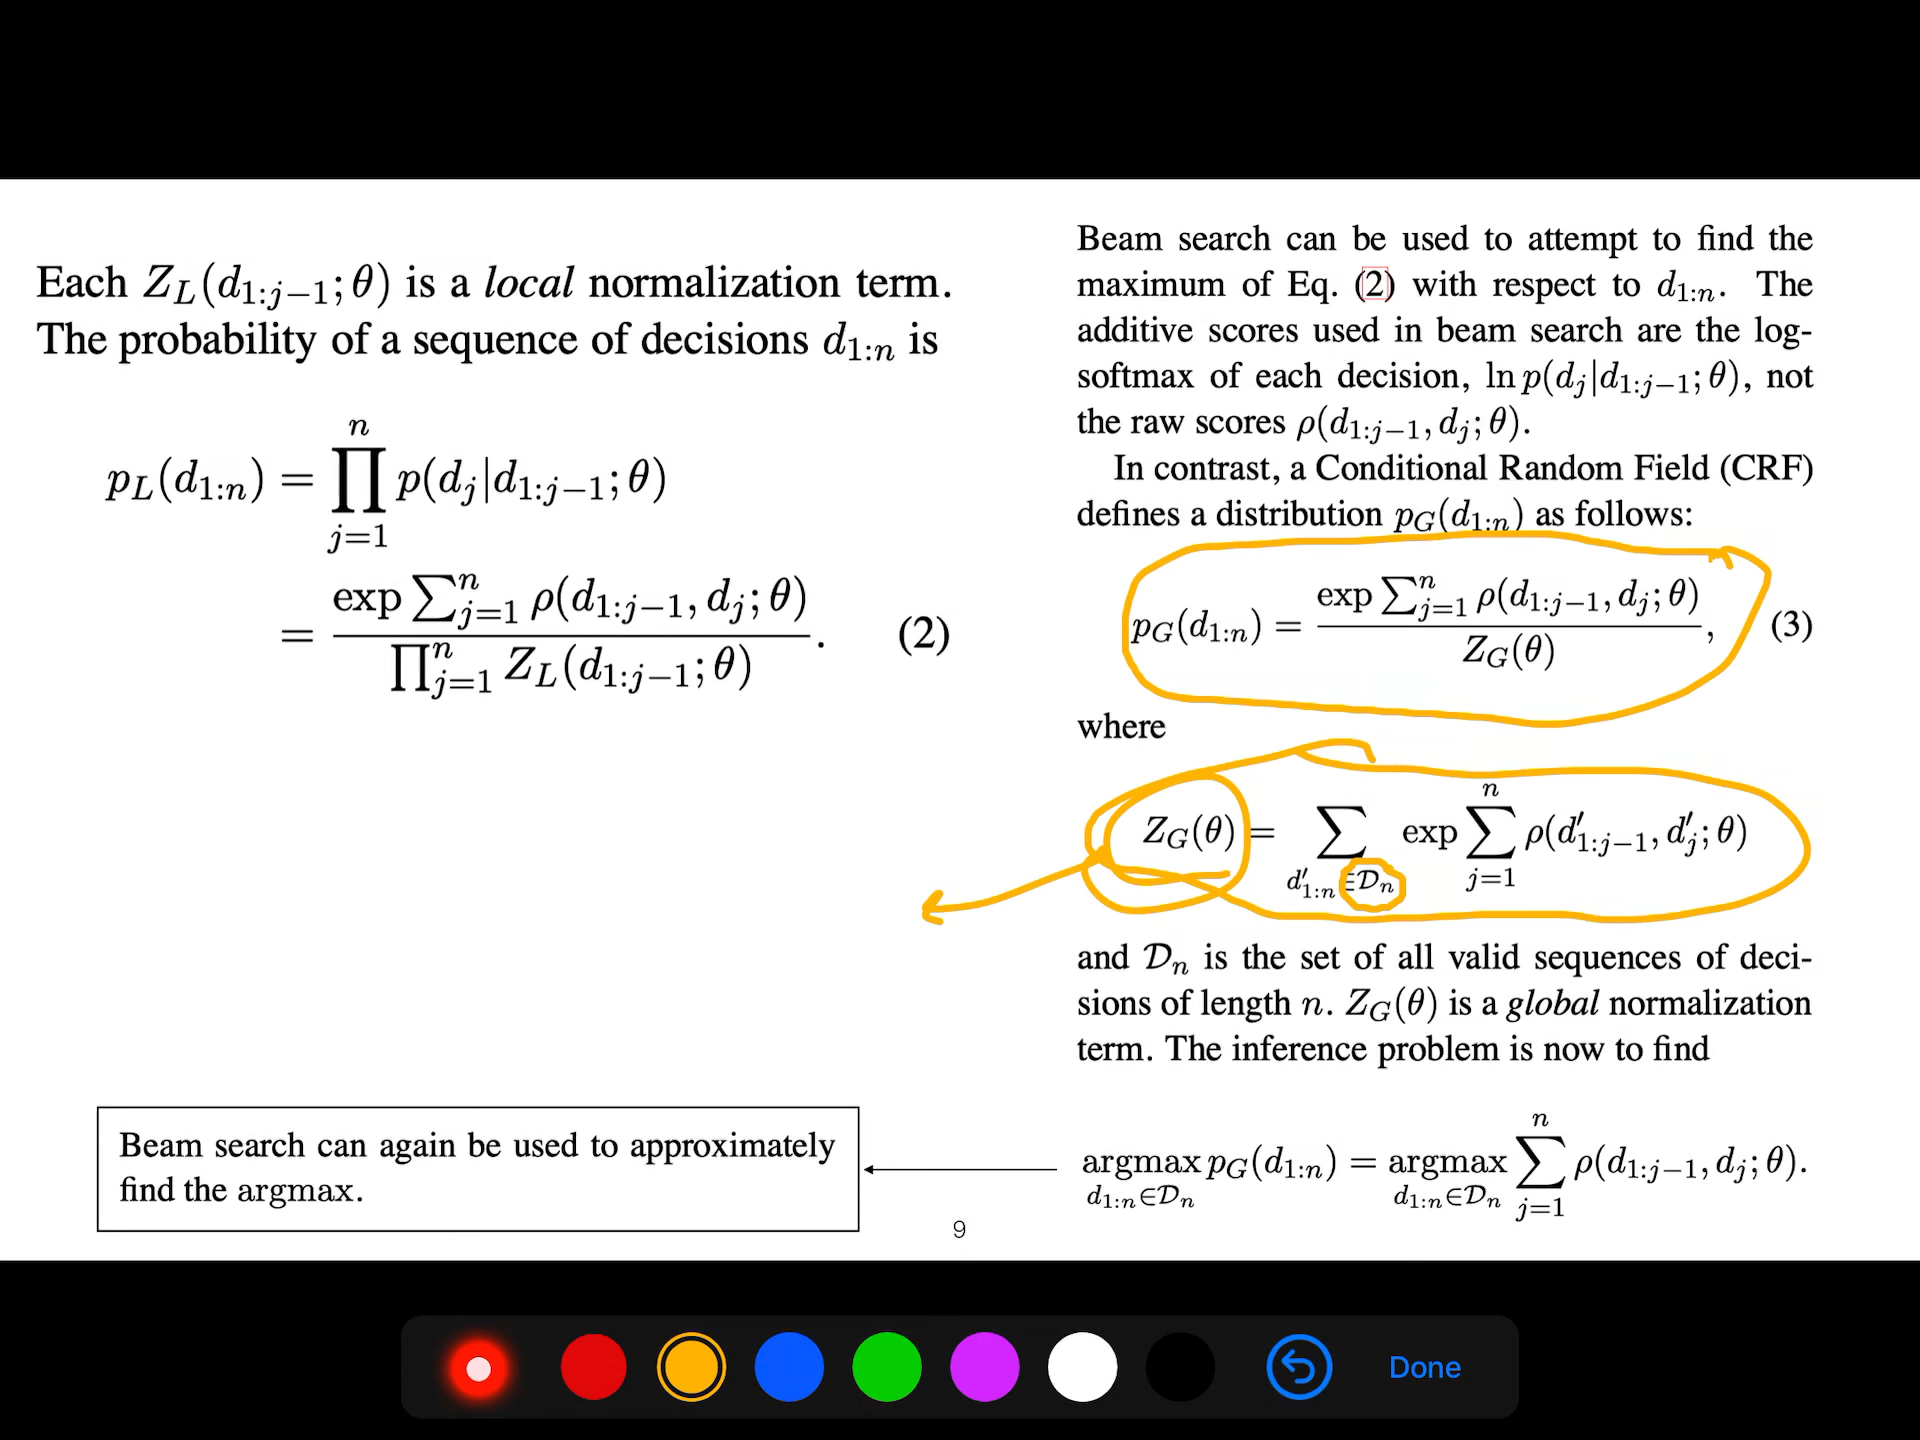 Each Z_L(d_{1:j−1}; θ) is a local normalization term.
The probability of a sequence of decisions d_{1:n} is
p_L(d_{1:n}) = ∏_{j=1}^{n} p(d_j|d_{1:j−1}; θ)
= \frac{exp ∑_{j=1}^{n} ρ(d_{1:j−1}, d_j; θ)}{∏_{j=1}^{n} Z_L(d_{1:j−1}; θ)}. (2)
Beam search can be used to attempt to find the
maximum of Eq. (2) with respect to d_{1:n}. The
additive scores used in beam search are the log-
softmax of each decision, ln p(d_j|d_{1:j−1}; θ), not
the raw scores ρ(d_{1:j−1}, d_j; θ).
In contrast, a Conditional Random Field (CRF)
defines a distribution p_G(d_{1:n}) as follows:
p_G(d_{1:n}) = \frac{exp ∑_{j=1}^{n} ρ(d_{1:j−1}, d_j; θ)}{Z_G(θ)}, (3)
where
Z_G(θ) = ∑_{d′_{1:n} ∈ 𝒟_n} exp ∑_{j=1}^{n} ρ(d′_{1:j−1}, d′_j; θ)
and 𝒟_n is the set of all valid sequences of deci-
sions of length n. Z_G(θ) is a global normalization
term. The inference problem is now to find
argmax_{d_{1:n}∈𝒟_n} p_G(d_{1:n}) = argmax_{d_{1:n}∈𝒟_n} ∑_{j=1}^{n} ρ(d_{1:j−1}, d_j; θ).
Beam search can again be used to approximately
find the argmax.
9
Done